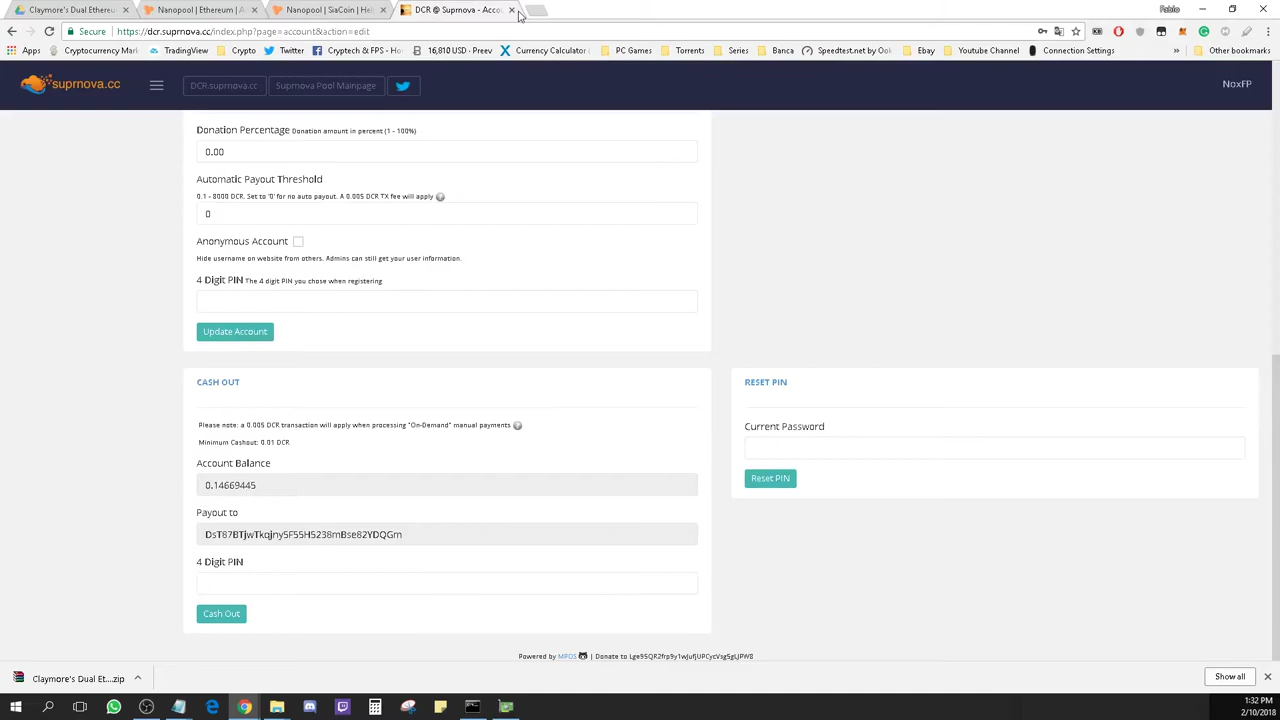 Claymore's Dual Ethereu
Nanopool | Ethereum | A
Nanopool | SiaCoin | Hel
DCR @ Suprnova - Acco
Fabio
Secure
https://dcr.suprnova.cc/index.php?page=account&action=edit
Apps
Cryptocurrency Mark
TradingView
Crypto
Twitter
Cryptech & FPS - Ho
16,810 USD - Preev
Currency Calculator (
PC Games
Torrents
Series
Banca
Speedtest.net by Ook
Ebay
Youtube Channel
Connection Settings
Other bookmarks
suprnova.cc
DCR.suprnova.cc
Suprnova Pool Mainpage
NoxFP
Donation Percentage Donation amount in percent (1 - 100%)
0.00
Automatic Payout Threshold
0.1 - 8000 DCR. Set to '0' for no auto payout. A 0.005 DCR TX fee will apply
0
Anonymous Account
Hide username on website from others. Admins can still get your user information.
4 Digit PIN The 4 digit PIN you chose when registering
Update Account
CASH OUT
RESET PIN
Please note: a 0.005 DCR transaction will apply when processing "On-Demand" manual payments
Minimum Cashout: 0.01 DCR
Current Password
Account Balance
0.14669445
Reset PIN
Payout to
DsT87BTjwTkqjny5F55H5238mBse82YDQGm
4 Digit PIN
Cash Out
Powered by MPOS | Donate to Lge95QR2frp9y1wJufjUPCycVsg5gLjPW8
Claymore's Dual Et....zip
Show all
1:32 PM
2/10/2018